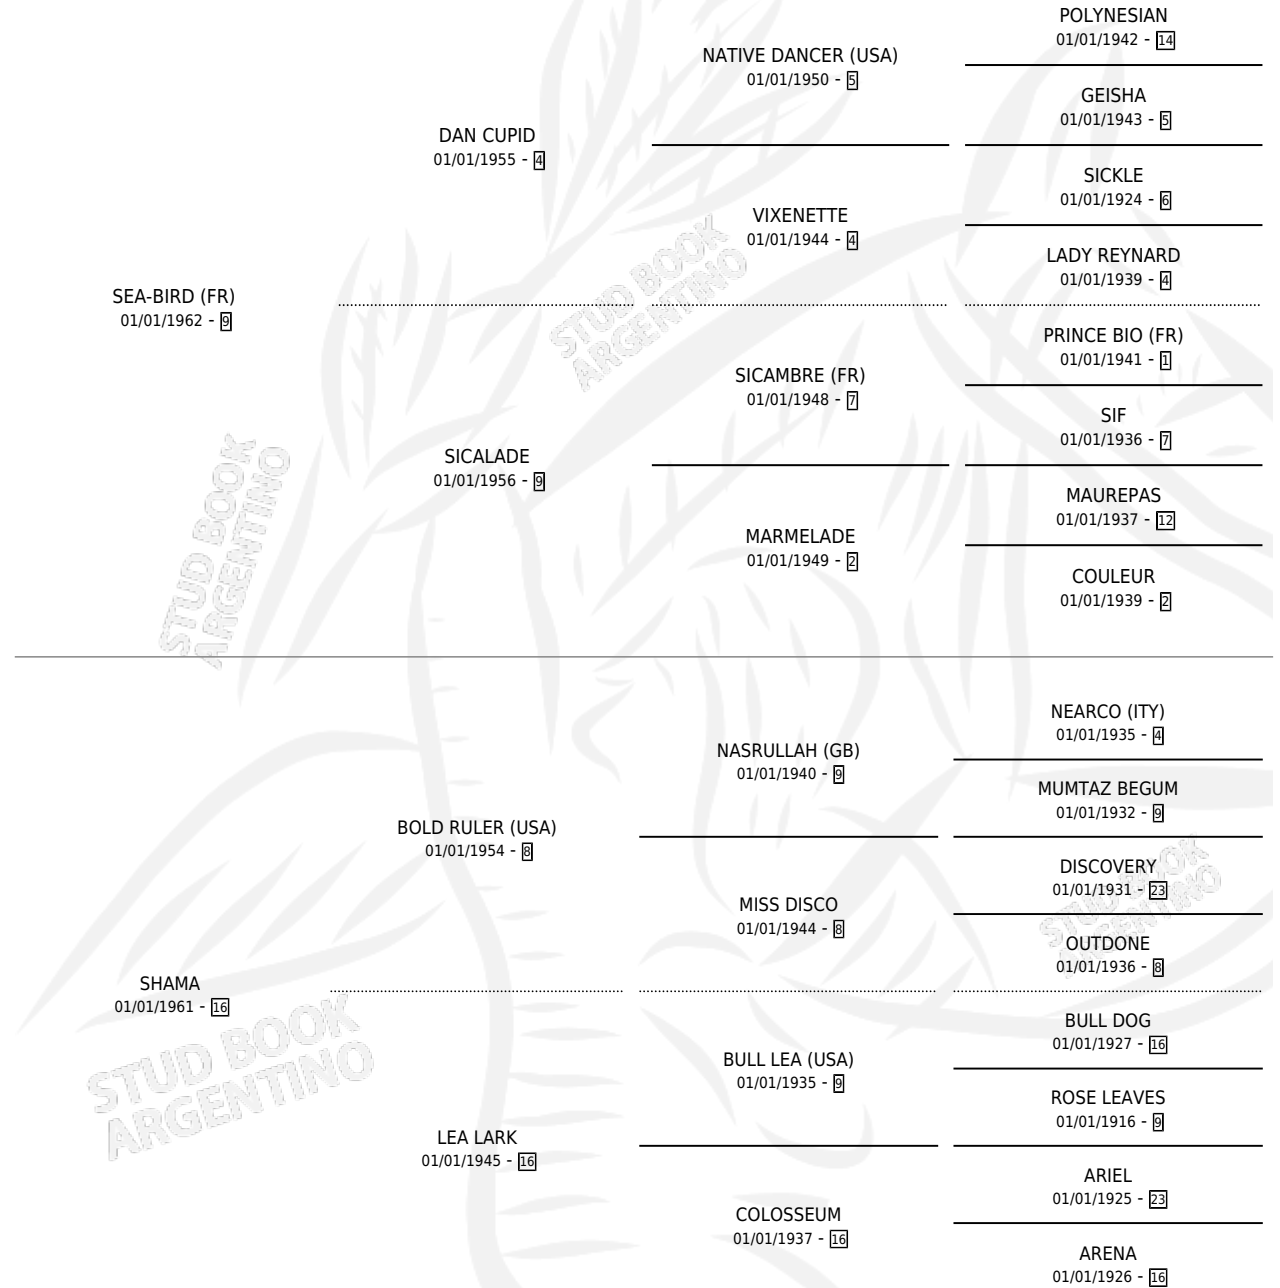 POLYNESIAN
01/01/1942 - 14
NATIVE DANCER (USA)
01/01/1950 - 5
GEISHA
01/01/1943 - 5
DAN CUPID
01/01/1955 - 4
SICKLE
01/01/1924 - 6
VIXENETTE
01/01/1944 - 4
LADY REYNARD
01/01/1939 - 4
SEA-BIRD (FR)
01/01/1962 - 9
STUD BOOK
ARGENTINO
PRINCE BIO (FR)
01/01/1941 - 1
SICAMBRE (FR)
01/01/1948 - 7
SIF
01/01/1936 - 7
SICALADE
01/01/1956 - 9
MAUREPAS
01/01/1937 - 12
MARMELADE
01/01/1949 - 2
COULEUR
01/01/1939 - 2
STUD BOOK
ARGENTINO
NEARCO (ITY)
01/01/1935 - 4
NASRULLAH (GB)
01/01/1940 - 9
MUMTAZ BEGUM
01/01/1932 - 9
BOLD RULER (USA)
01/01/1954 - 8
DISCOVERY
01/01/1931 - 23
MISS DISCO
01/01/1944 - 8
OUTDONE
01/01/1936 - 8
STUD BOOK
ARGENTINO
SHAMA
01/01/1961 - 16
BULL DOG
01/01/1927 - 16
BULL LEA (USA)
01/01/1935 - 9
ROSE LEAVES
01/01/1916 - 9
STUD BOOK
ARGENTINO
LEA LARK
01/01/1945 - 16
ARIEL
01/01/1925 - 23
COLOSSEUM
01/01/1937 - 16
ARENA
01/01/1926 - 16